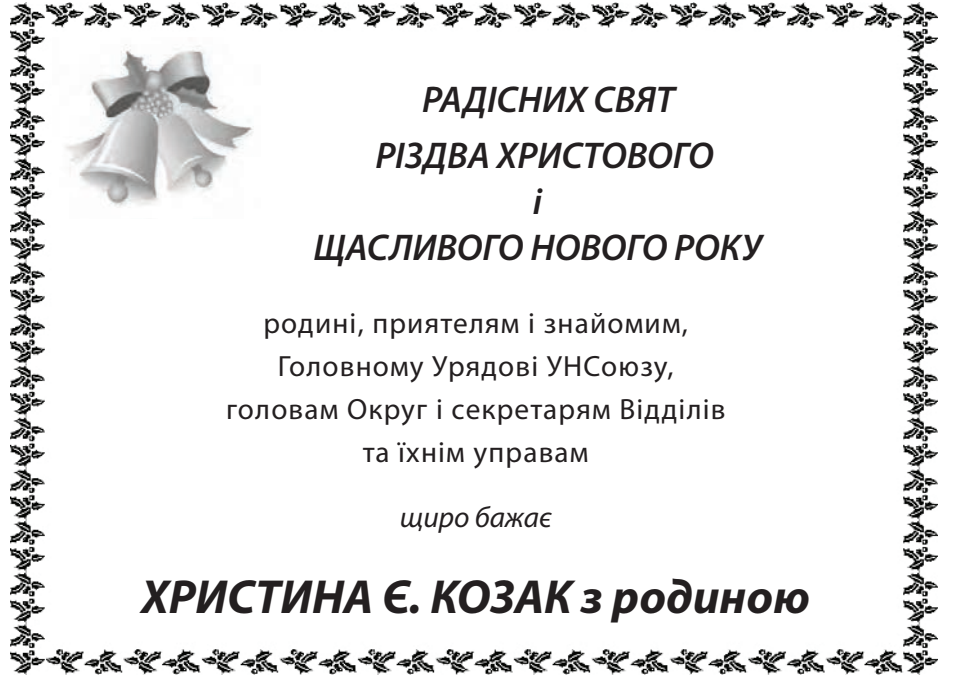 РАДІСНИХ СВЯТ
РІЗДВА ХРИСТОВОГО
і
ЩАСЛИВОГО НОВОГО РОКУ
родині, приятелям і знайомим,
Головному Урядові УНСоюзу,
головам Округ і секретарям Відділів
та їхнім управам
щиро бажає
ХРИСТИНА Є. КОЗАК з родиною